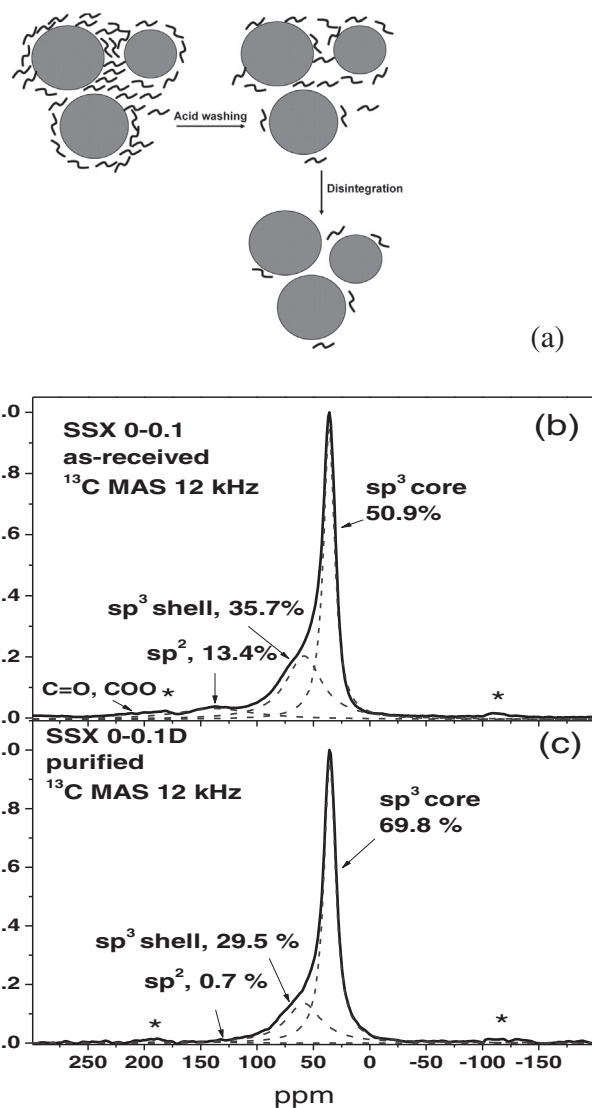 Acid washing
Disintegration
(a)
.0
.8
.6
.4
.2
.0
SSX 0-0.1
as-received
¹³C MAS 12 kHz
(b)
sp³ core
50.9%
sp³ shell, 35.7%
sp², 13.4%
C=O, COO *
*
.0
.8
.6
.4
.2
.0
SSX 0-0.1D
purified
¹³C MAS 12 kHz
(c)
sp³ core
69.8 %
sp³ shell, 29.5 %
sp², 0.7 %
*
*
250 200 150 100 50 0 -50 -100 -150
ppm